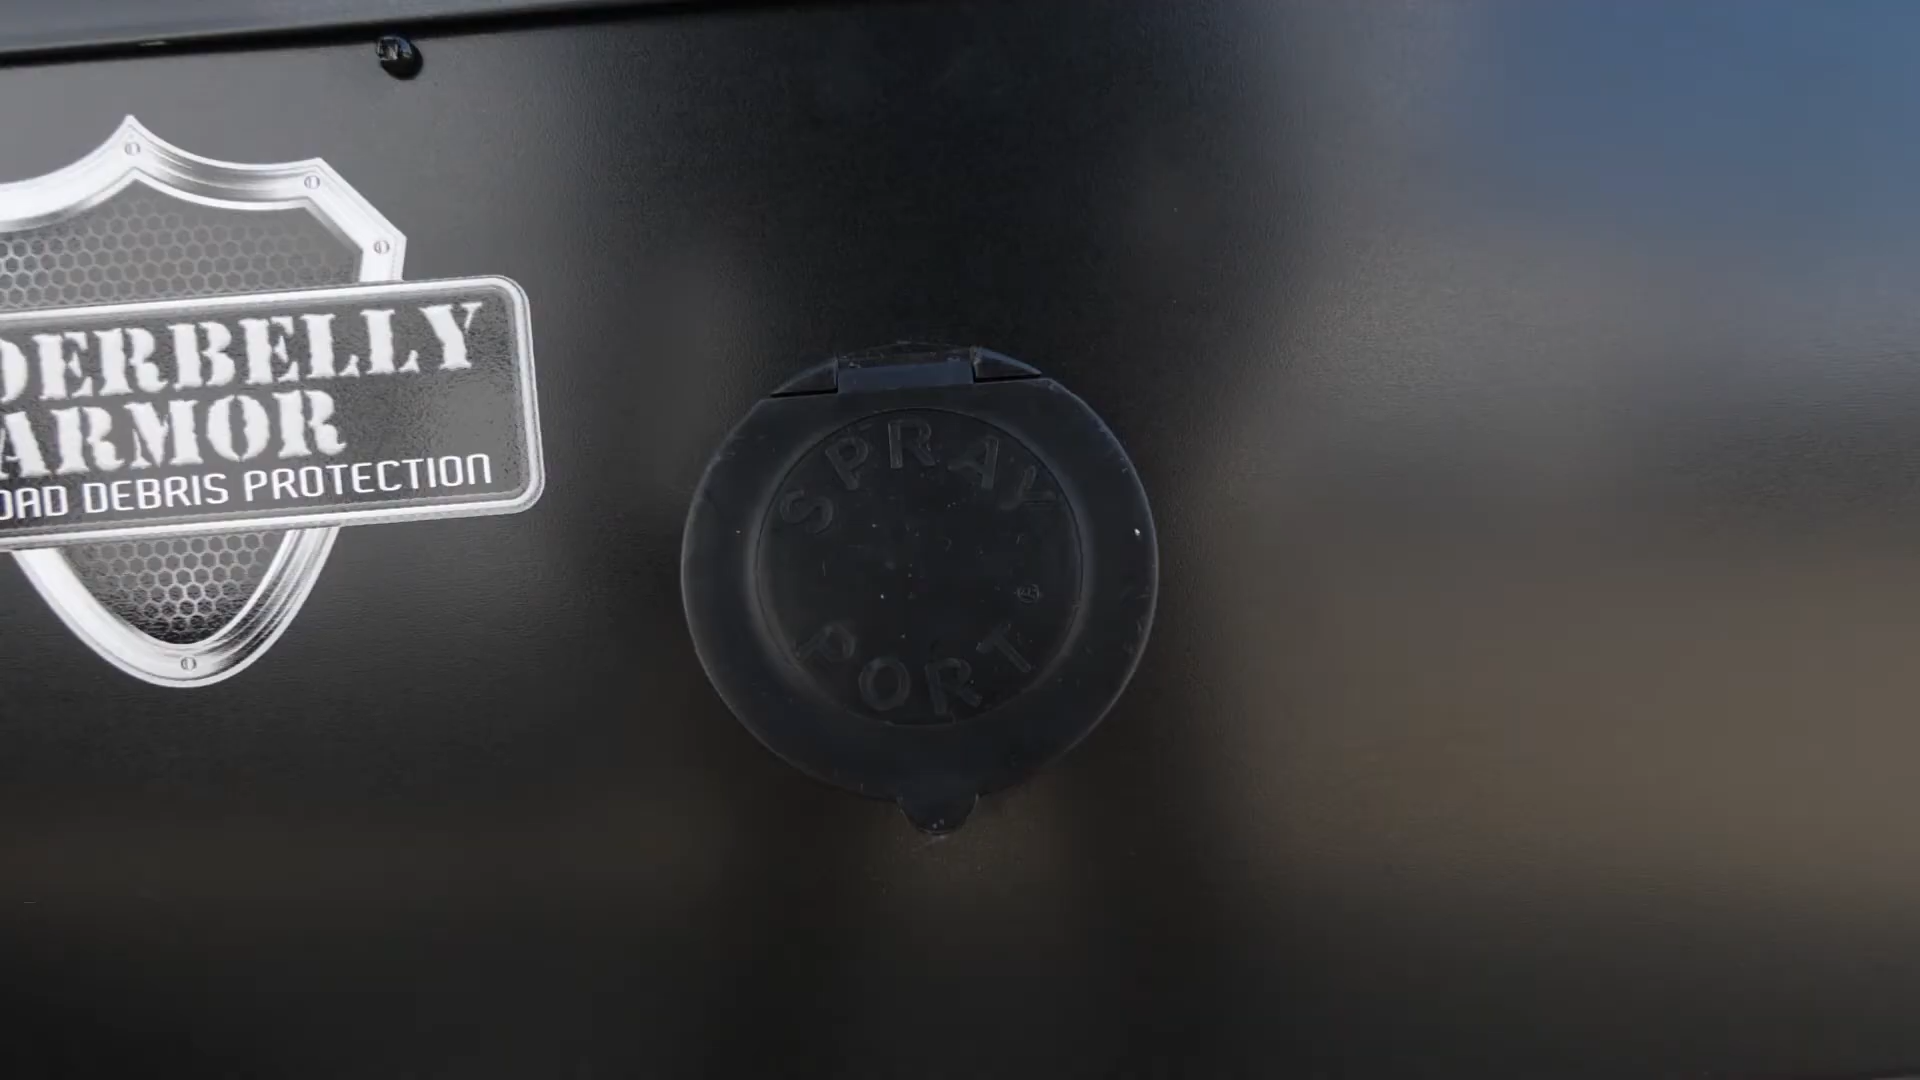 DERBELLY
ARMOR
OAD DEBRIS PROTECTION
SPRAY
PORT®